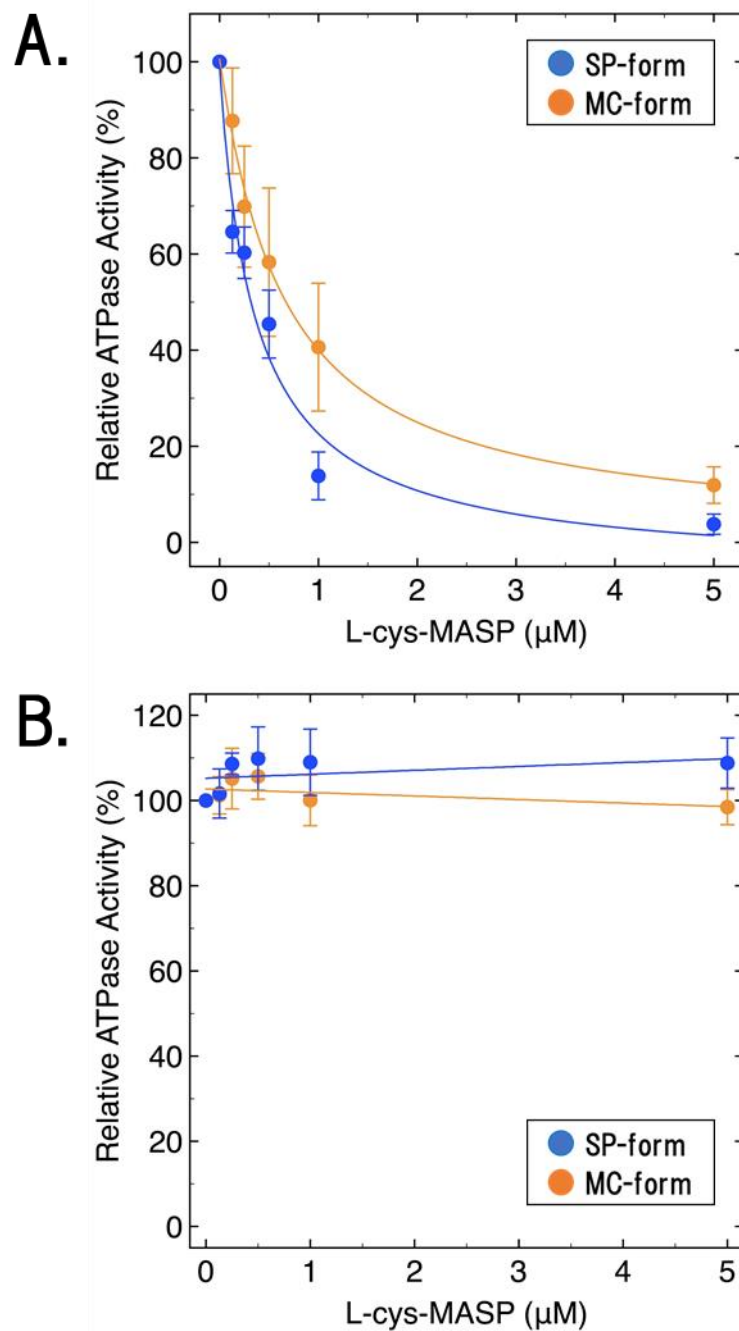 A.
SP-form
MC-form
Relative ATPase Activity (%)
100
80
60
40
20
0
0 1 2 3 4 5
L-cys-MASP (μM)
B.
Relative ATPase Activity (%)
120
100
80
60
40
20
0
SP-form
MC-form
0 1 2 3 4 5
L-cys-MASP (μM)